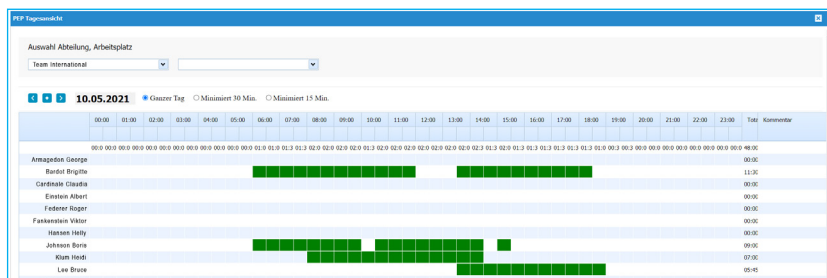 PEP Tagesansicht
Auswahl Abteilung, Arbeitsplatz
Team International
10.05.2021 Ganzer Tag Minimiert 30 Min. Minimiert 15 Min.
00:00 01:00 02:00 03:00 04:00 05:00 06:00 07:00 08:00 09:00 10:00 11:00 12:00 13:00 14:00 15:00 16:00 17:00 18:00 19:00 20:00 21:00 22:00 23:00 Tota Kommentar
48:00
Armagedon George 00:00
Bardot Brigitte 11:30
Cardinale Claudia 00:00
Einstein Albert 00:00
Federer Roger 00:00
Fankenstein Viktor 00:00
Hansen Helly 00:00
Johnson Boris 09:00
Klum Heidi 07:00
Lee Bruce 05:45